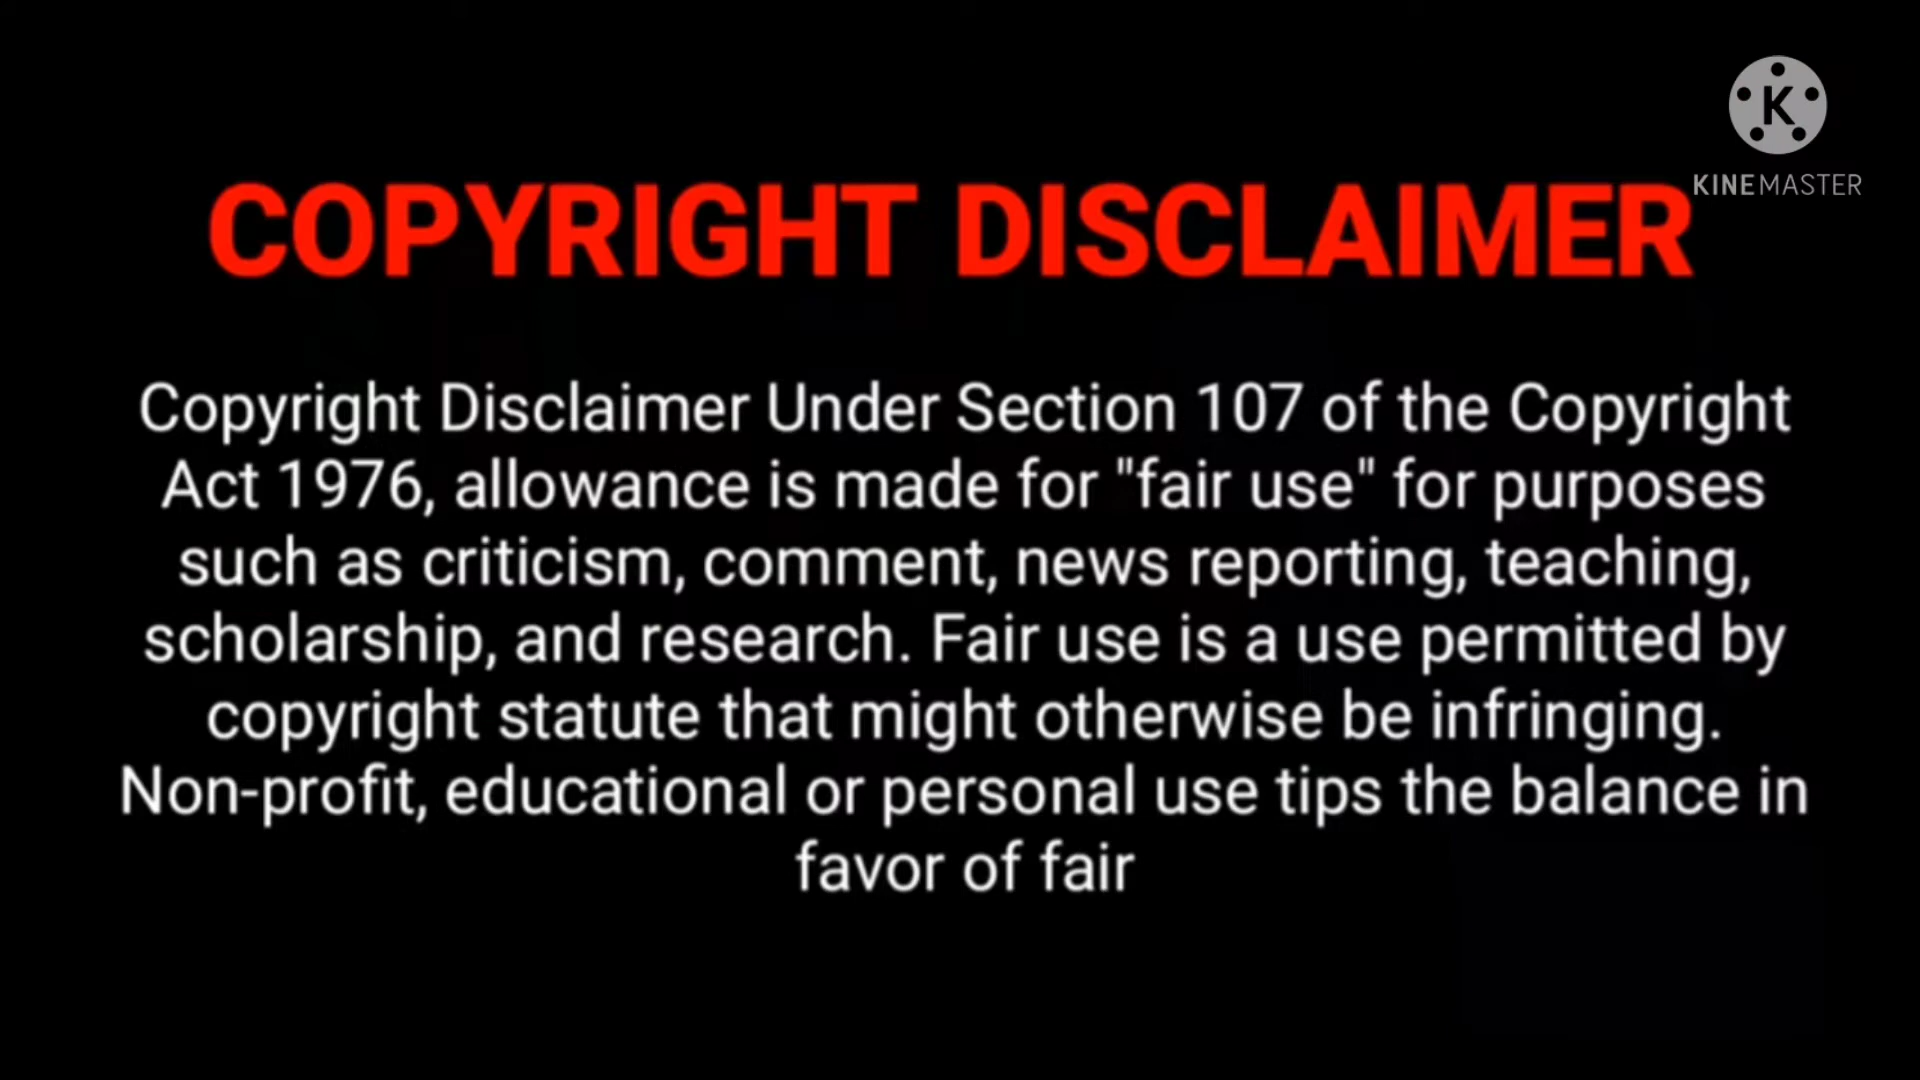 K
KINEMASTER
COPYRIGHT DISCLAIMER
Copyright Disclaimer Under Section 107 of the Copyright
Act 1976, allowance is made for "fair use" for purposes
such as criticism, comment, news reporting, teaching,
scholarship, and research. Fair use is a use permitted by
copyright statute that might otherwise be infringing.
Non-profit, educational or personal use tips the balance in
favor of fair